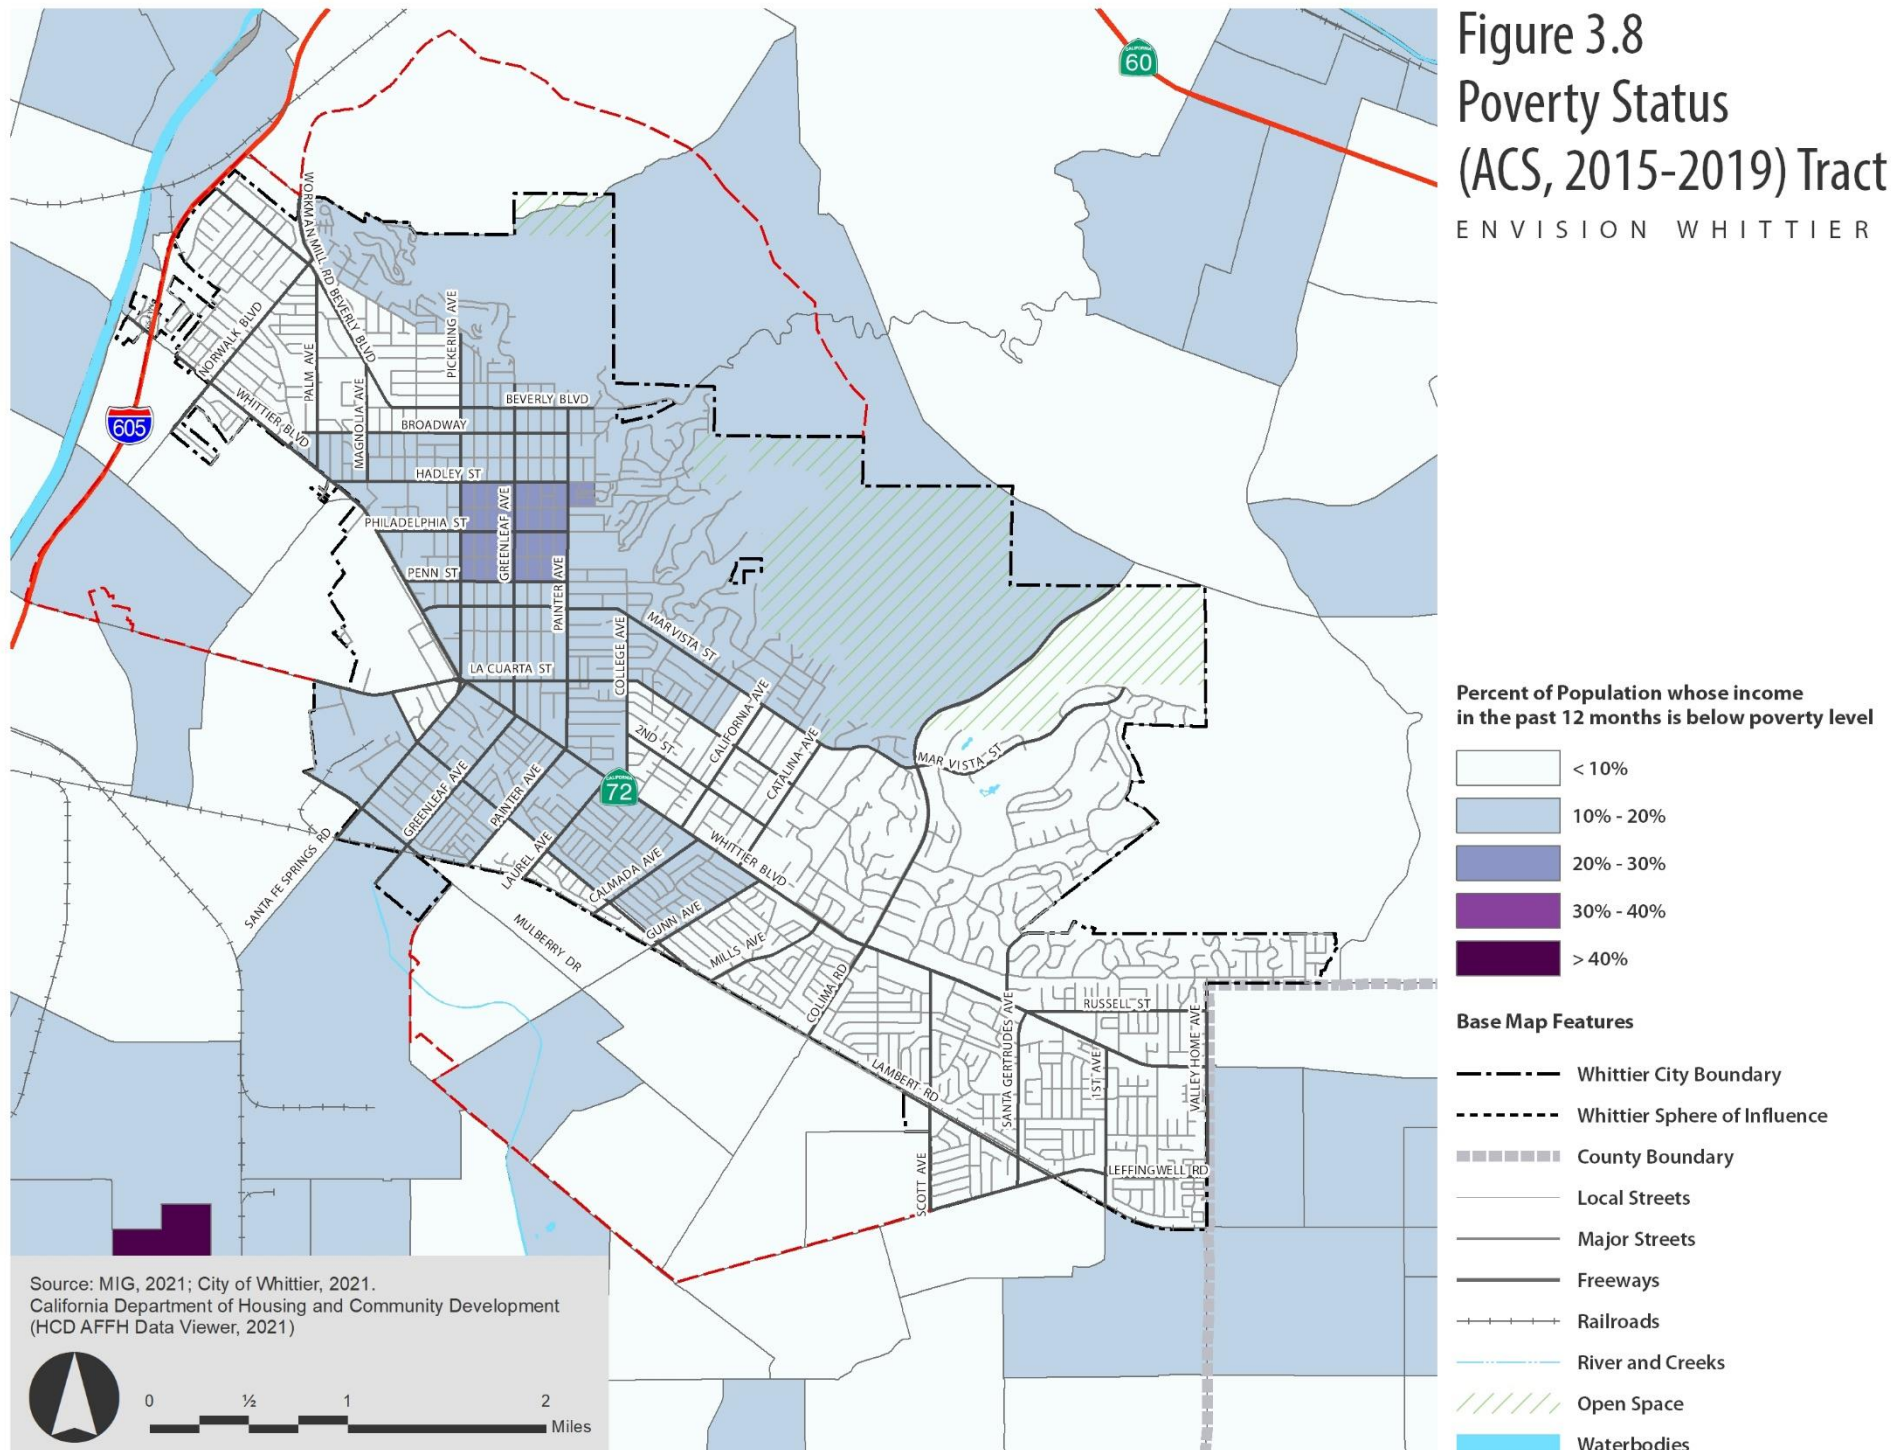 Figure 3.8
Poverty Status
(ACS, 2015-2019) Tract
ENVISION WHITTIER
CALIFORNIA
60
WORKMAN MILL RD
BEVERLY BLVD
PICKERING AVE
NORWALK BLVD
PALM AVE
MAGNOLIA AVE
WHITTIER BLVD
BEVERLY BLVD
BROADWAY
605
HADLEY ST
GREENLEAF AVE
PHILADELPHIA ST
PENN ST
PAINTER AVE
COLLEGE AVE
MAR VISTA ST
LA CUARTA ST
2ND ST
CALIFORNIA AVE
CATALINA AVE
MAR VISTA ST
CALIFORNIA
72
GREENLEAF AVE
PAINTER AVE
LAUREL AVE
CALMADA AVE
WHITTIER BLVD
SANTA FE SPRINGS RD
GUNN AVE
MULBERRY DR
MILLS AVE
COLIMA RD
SANTA GERTRUDES AVE
RUSSELL ST
VALLEY HOME AVE
1ST AVE
LAMBERT RD
SCOTT AVE
LEFFINGWELL RD
Percent of Population whose income
in the past 12 months is below poverty level
< 10%
10% - 20%
20% - 30%
30% - 40%
> 40%
Base Map Features
Whittier City Boundary
Whittier Sphere of Influence
County Boundary
Local Streets
Major Streets
Freeways
Railroads
River and Creeks
Open Space
Waterbodies
Source: MIG, 2021; City of Whittier, 2021.
California Department of Housing and Community Development
(HCD AFFH Data Viewer, 2021)
0 ½ 1 2
Miles